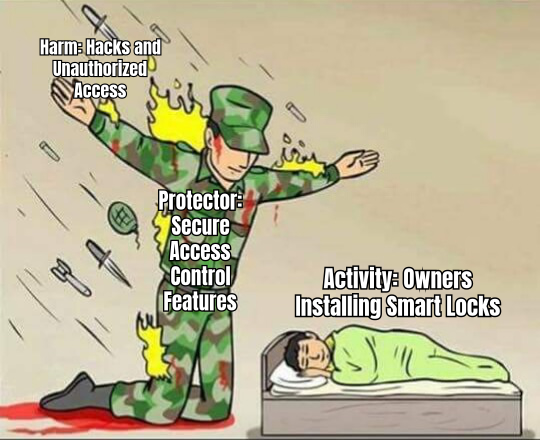 Harm: Hacks and
Unauthorized
Access
Protector:
Secure
Access
Control
Features
Activity: Owners
Installing Smart Locks